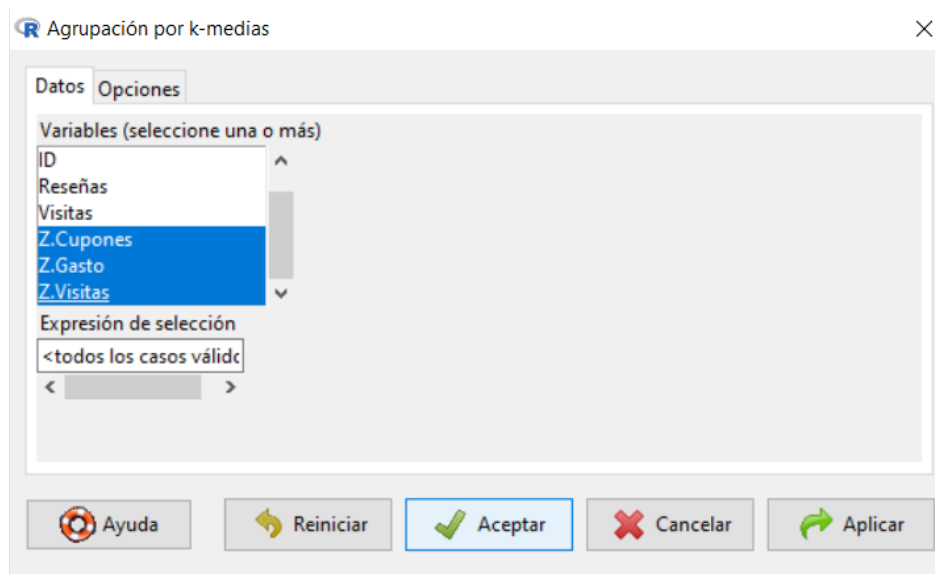 Agrupación por k-medias
Datos Opciones
Variables (seleccione una o más)
ID
Reseñas
Visitas
Z.Cupones
Z.Gasto
Z.Visitas
Expresión de selección
<todos los casos válidc
Ayuda Reiniciar Aceptar Cancelar Aplicar